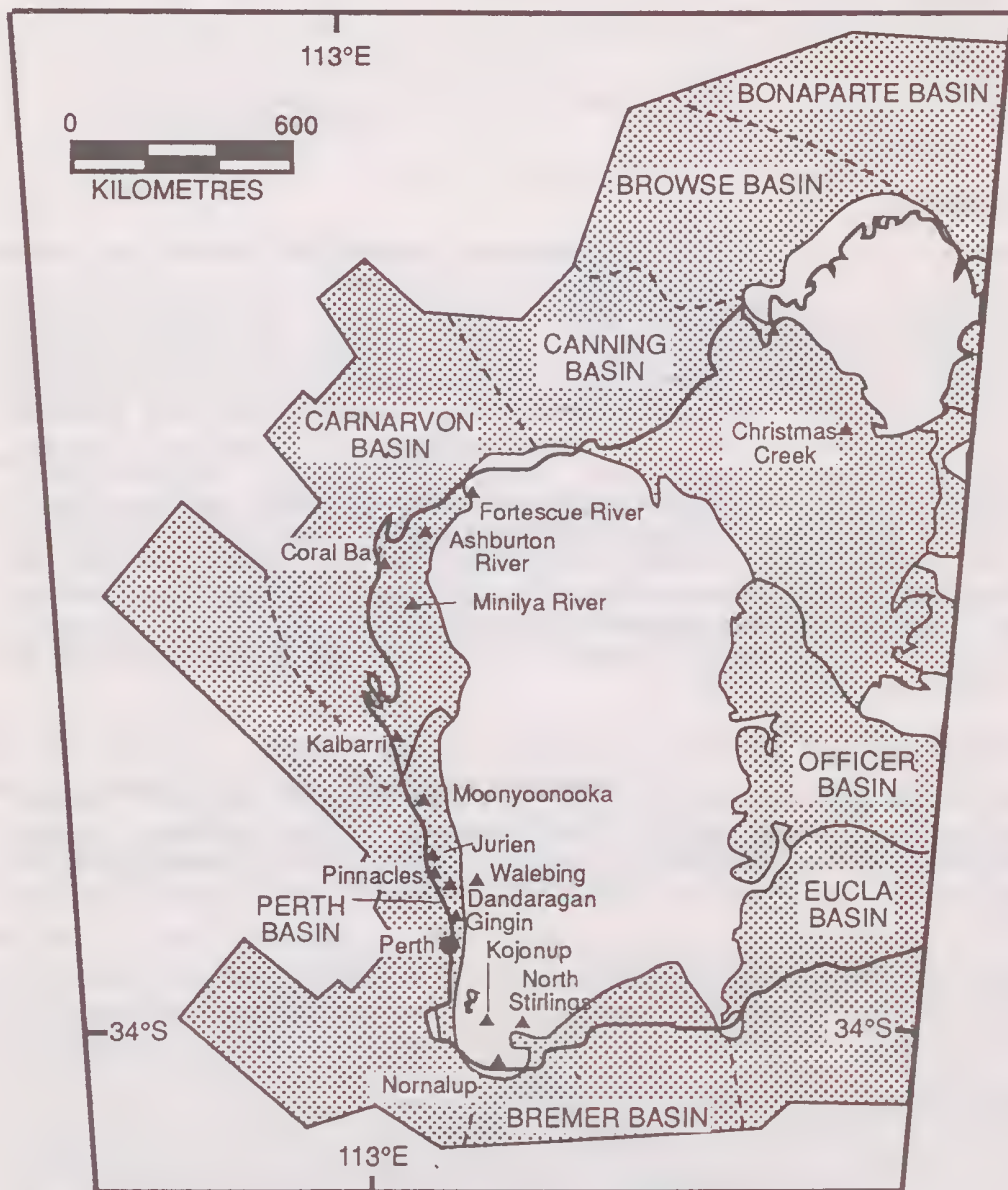 113°E
0 600
KILOMETRES
BONAPARTE BASIN
BROWSE BASIN
CANNING
BASIN
CARNARVON
BASIN
Christmas
Creek
Fortescue River
Ashburton
River
Coral Bay
Minilya River
Kalbarri
OFFICER
BASIN
Moonyoonooka
Jurien
Pinnacles
Walebing
Dandaragan
EUCLA
BASIN
PERTH
BASIN
Gingin
Perth
Kojonup
North
Stirlings
34°S
34°S
Nornalup
BREMER BASIN
113°E